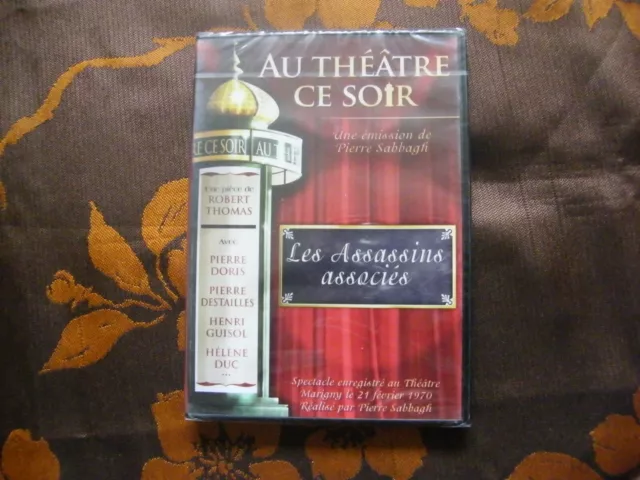 AU THÉÂTRE
CE SOIR
Une émission de
Pierre Sabbagh
RE CE SOIR AU T
Une pièce de
ROBERT
THOMAS
Avec
PIERRE
DORIS
PIERRE
DESTAILLES
HENRI
GUISOL
HÉLÈNE
DUC
...
Les Assassins
associés
Spectacle enregistré au Théâtre
Marigny le 21 février 1970
Réalisé par Pierre Sabbagh